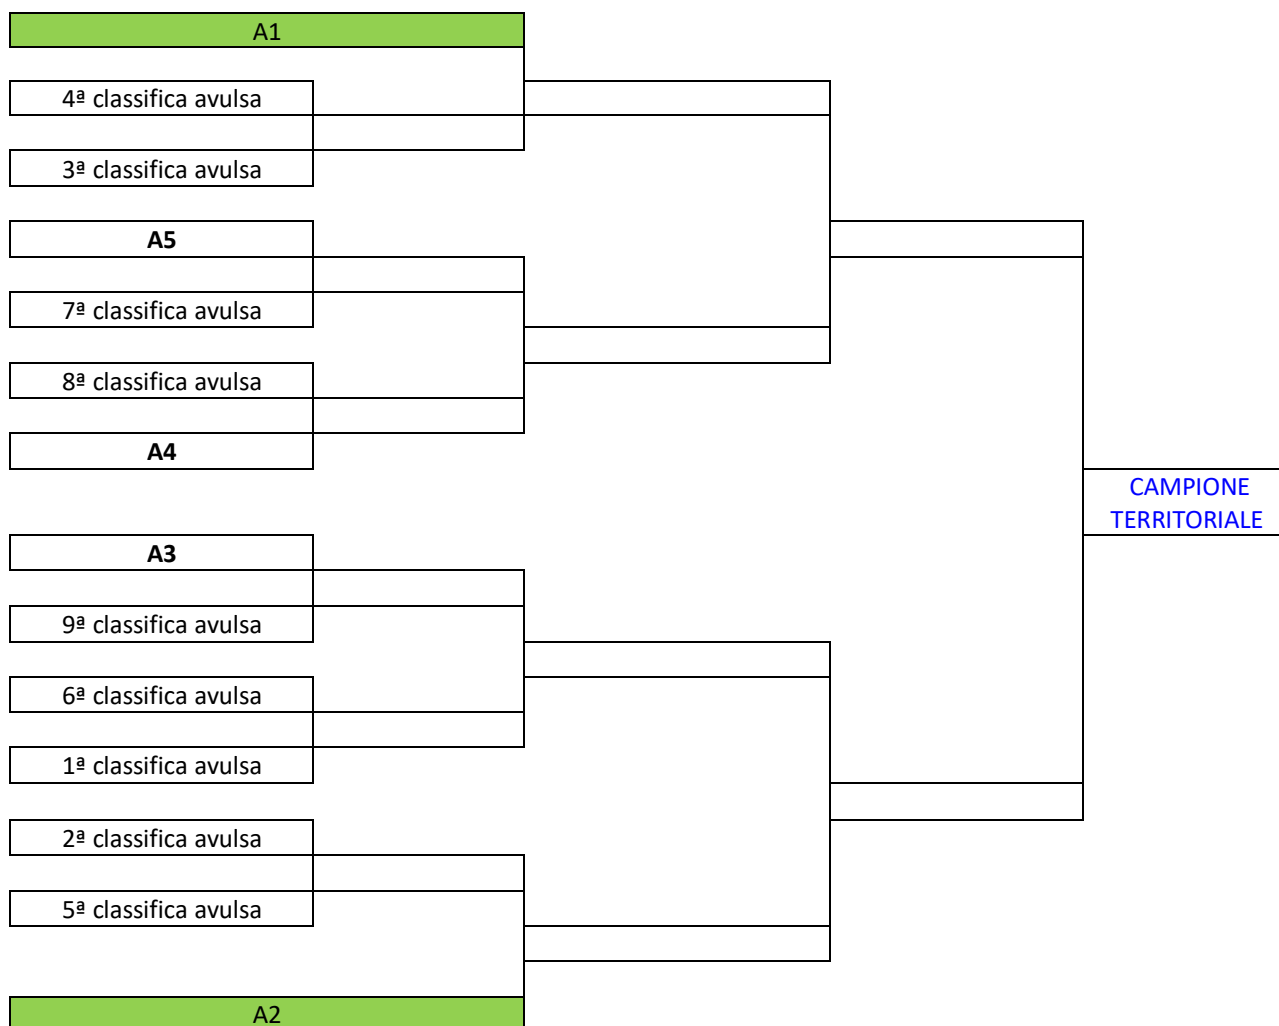 A1
4ª classifica avulsa
3ª classifica avulsa
A5
7ª classifica avulsa
8ª classifica avulsa
A4
CAMPIONE
TERRITORIALE
A3
9ª classifica avulsa
6ª classifica avulsa
1ª classifica avulsa
2ª classifica avulsa
5ª classifica avulsa
A2